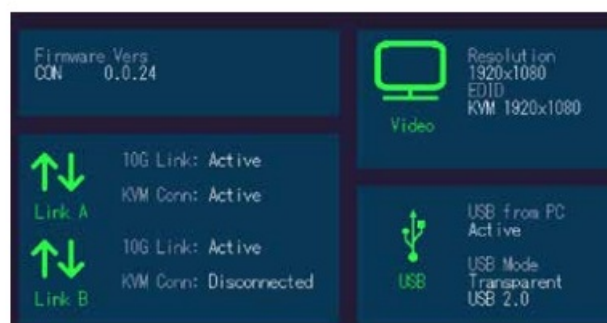 Firmware Vers
CON 0.0.24
10G Link: Active
KVM Conn: Active
Link A
10G Link: Active
KVM Conn: Disconnected
Link B
Resolution
1920x1080
EDID
KVM 1920x1080
Video
USB from PC
Active
USB Mode
Transparent
USB 2.0
USB